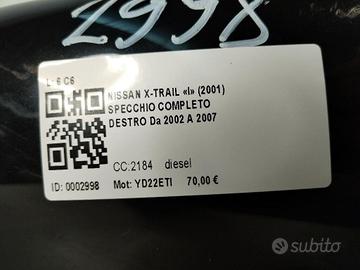 2998
L: 6 C6
NISSAN X-TRAIL «I» (2001)
SPECCHIO COMPLETO
DESTRO Da 2002 A 2007
CC:2184 diesel
ID: 0002998 Mot: YD22ETI 70,00 €
subito